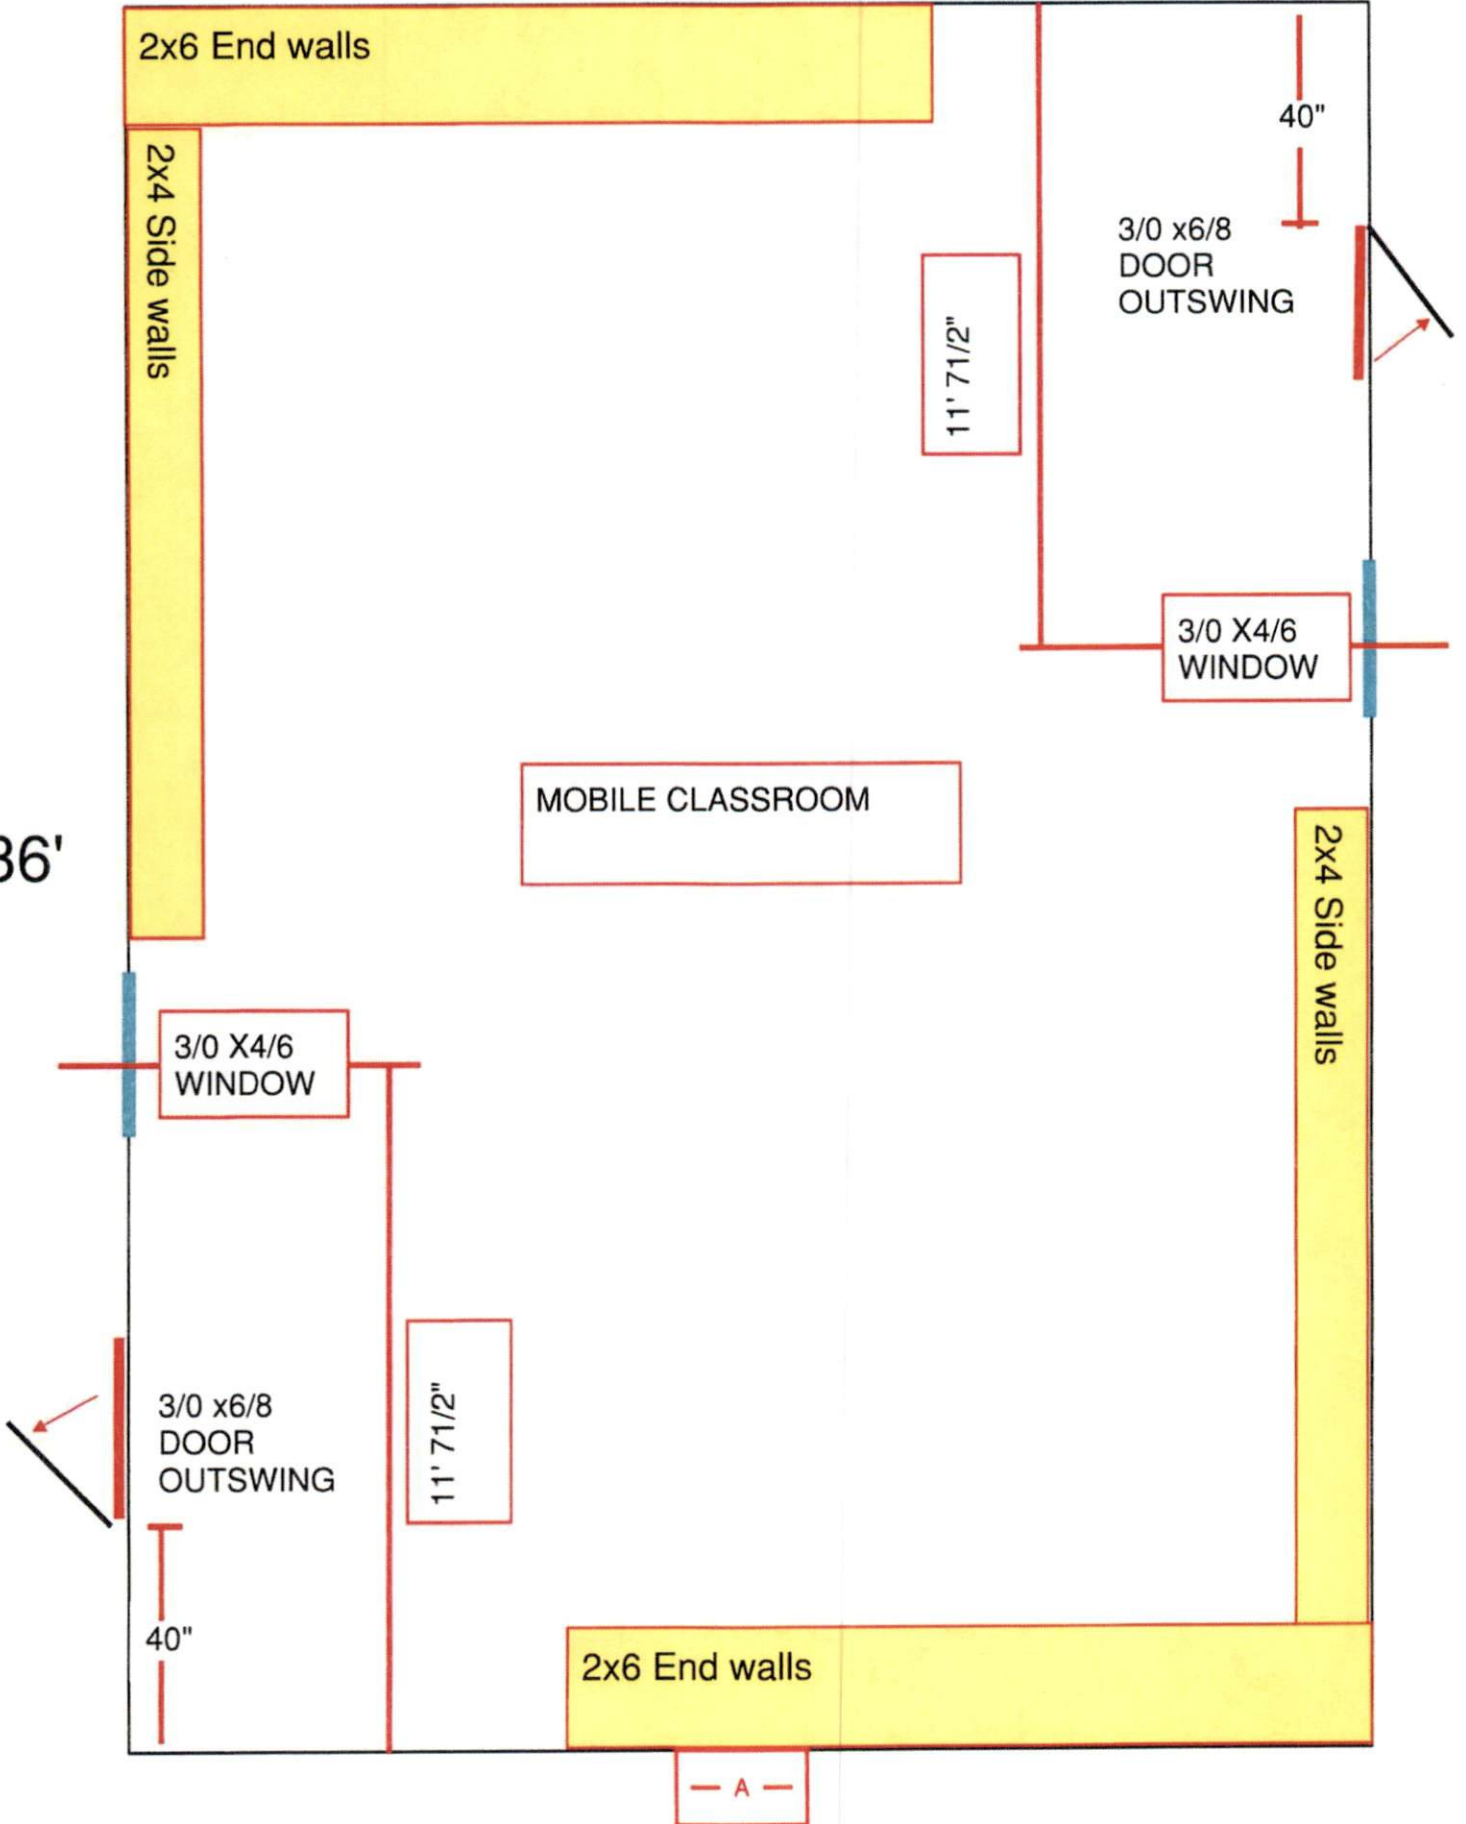 2x6 End walls
40"
2x4 Side walls
3/0 x6/8
DOOR
OUTSWING
11' 71/2"
3/0 X4/6
WINDOW
MOBILE CLASSROOM
2x4 Side walls
36'
3/0 X4/6
WINDOW
11' 71/2"
3/0 x6/8
DOOR
OUTSWING
40"
2x6 End walls
A